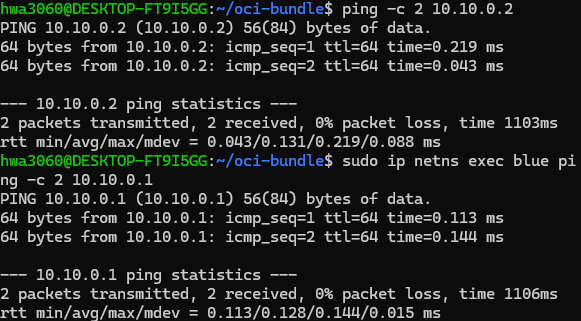 hwa3060@DESKTOP-FT9I5GG:~/oci-bundle$ ping -c 2 10.10.0.2
PING 10.10.0.2 (10.10.0.2) 56(84) bytes of data.
64 bytes from 10.10.0.2: icmp_seq=1 ttl=64 time=0.219 ms
64 bytes from 10.10.0.2: icmp_seq=2 ttl=64 time=0.043 ms

--- 10.10.0.2 ping statistics ---
2 packets transmitted, 2 received, 0% packet loss, time 1103ms
rtt min/avg/max/mdev = 0.043/0.131/0.219/0.088 ms
hwa3060@DESKTOP-FT9I5GG:~/oci-bundle$ sudo ip netns exec blue pi
ng -c 2 10.10.0.1
PING 10.10.0.1 (10.10.0.1) 56(84) bytes of data.
64 bytes from 10.10.0.1: icmp_seq=1 ttl=64 time=0.113 ms
64 bytes from 10.10.0.1: icmp_seq=2 ttl=64 time=0.144 ms

--- 10.10.0.1 ping statistics ---
2 packets transmitted, 2 received, 0% packet loss, time 1106ms
rtt min/avg/max/mdev = 0.113/0.128/0.144/0.015 ms